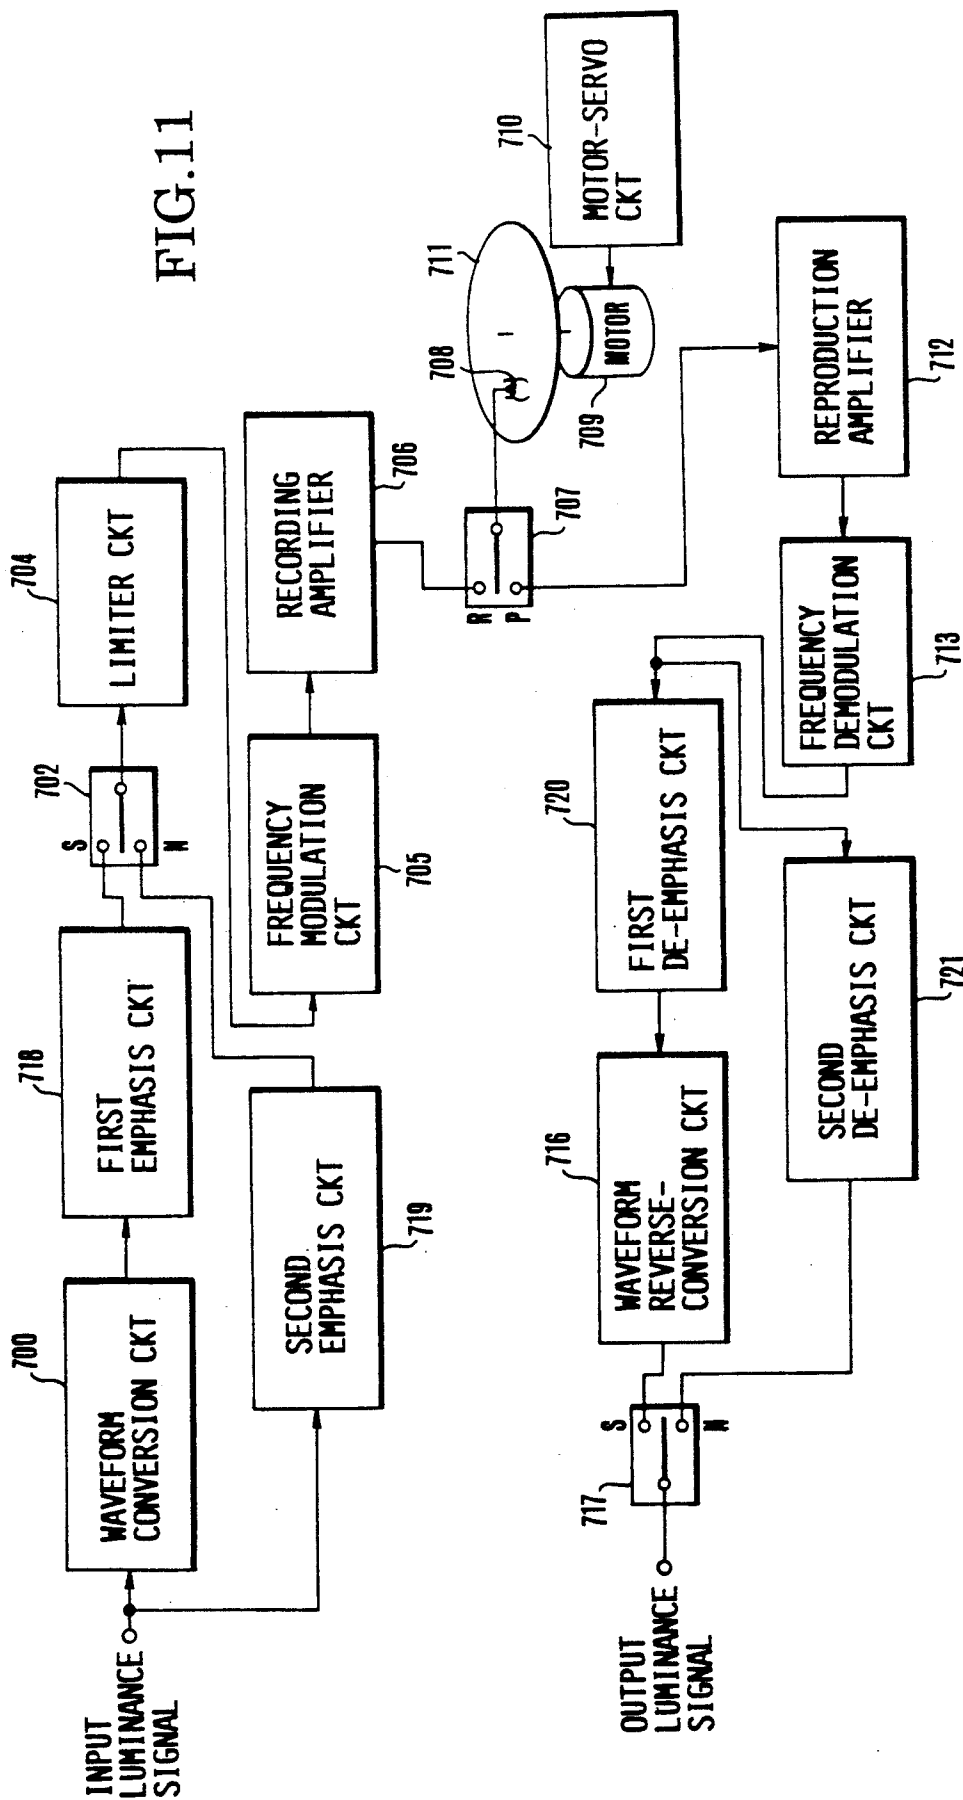 FIG.11
INPUT
LUMINANCE
SIGNAL
700
WAVEFORM
CONVERSION CKT
718
FIRST
EMPHASIS CKT
702
S
N
704
LIMITER CKT
SECOND
EMPHASIS CKT
719
FREQUENCY
MODULATION
CKT
705
RECORDING
AMPLIFIER
706
R
P
707
708
711
MOTOR
709
710
MOTOR-SERVO
CKT
OUTPUT
LUMINANCE
SIGNAL
717
S
N
716
WAVEFORM
REVERSE-
CONVERSION CKT
720
FIRST
DE-EMPHASIS CKT
SECOND
DE-EMPHASIS CKT
721
FREQUENCY
DEMODULATION
CKT
713
REPRODUCTION
AMPLIFIER
712